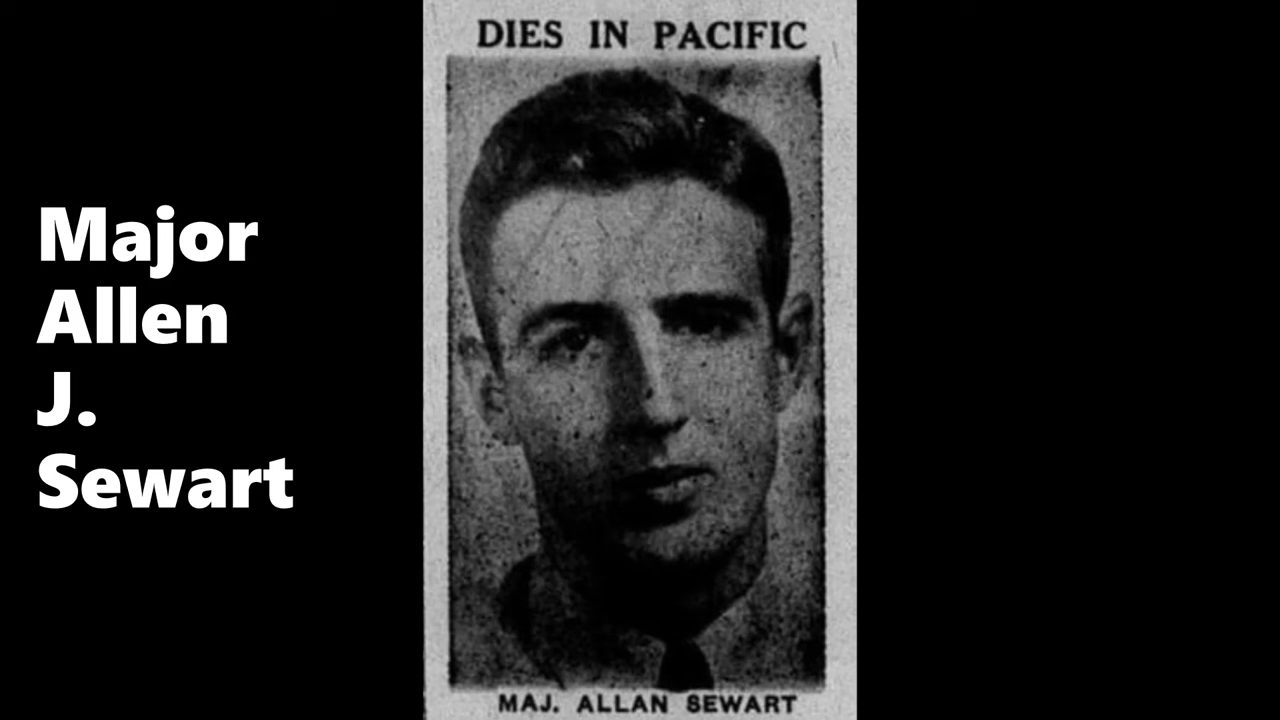 Major
Allen
J.
Sewart
DIES IN PACIFIC
MAJ. ALLAN SEWART